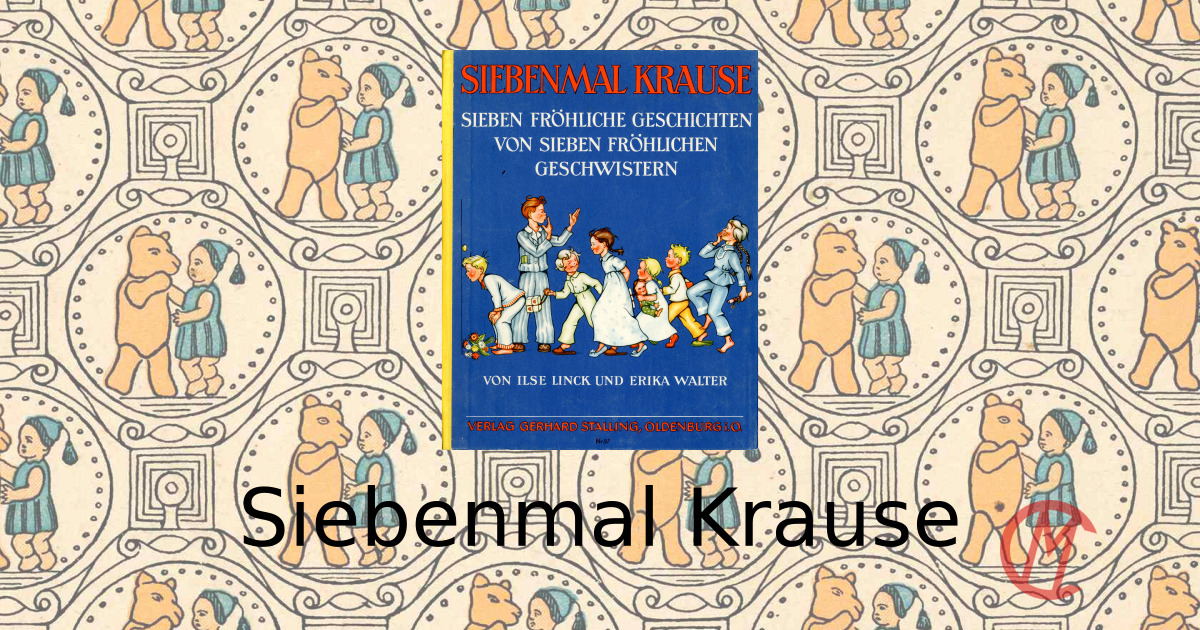 SIEBENMAL KRAUSE
SIEBEN FRÖHLICHE GESCHICHTEN
VON SIEBEN FRÖHLICHEN
GESCHWISTERN
VON ILSE LINCK UND ERIKA WALTER
VERLAG GERHARD STALLING, OLDENBURG I.O.
Siebenmal Krause